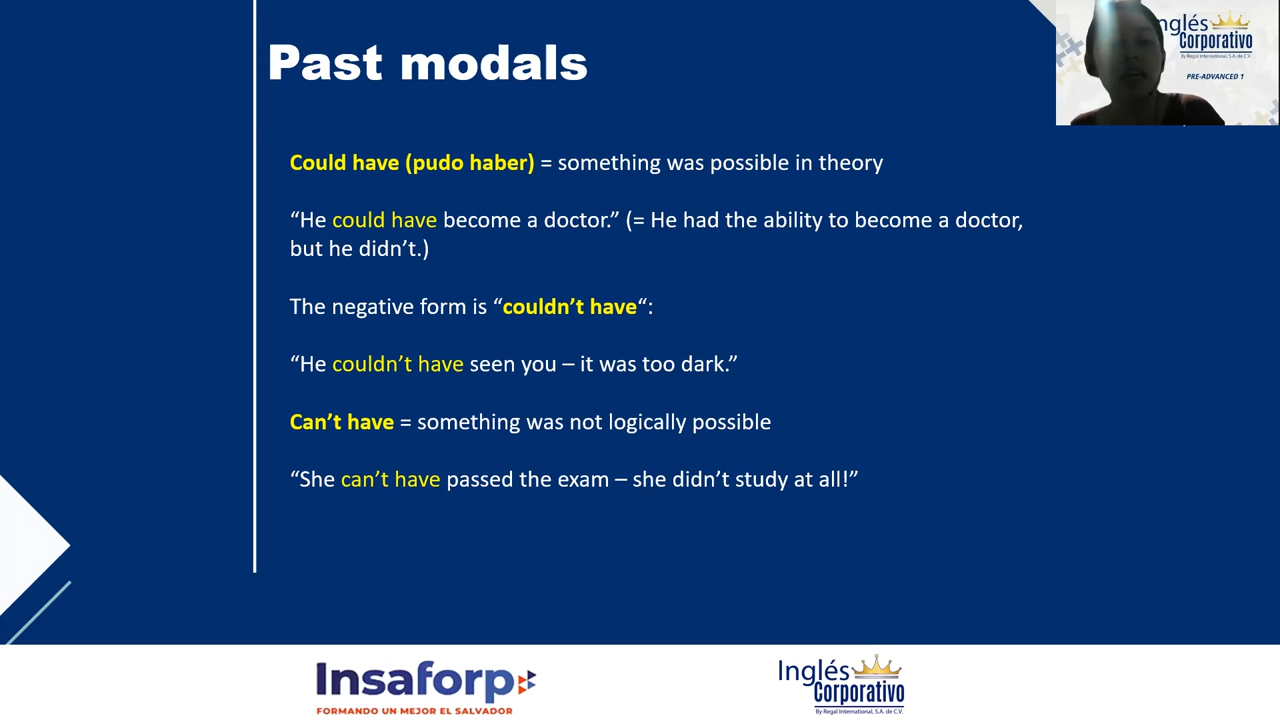 Past modals
Inglés
Corporativo
By Regal International, S.A. de C.V.
PRE-ADVANCED 1
Could have (pudo haber) = something was possible in theory
“He could have become a doctor.” (= He had the ability to become a doctor,
but he didn’t.)
The negative form is “couldn’t have“:
“He couldn’t have seen you – it was too dark.”
Can’t have = something was not logically possible
“She can’t have passed the exam – she didn’t study at all!”
Insaforp
FORMANDO UN MEJOR EL SALVADOR
Inglés
Corporativo
By Regal International, S.A. de C.V.